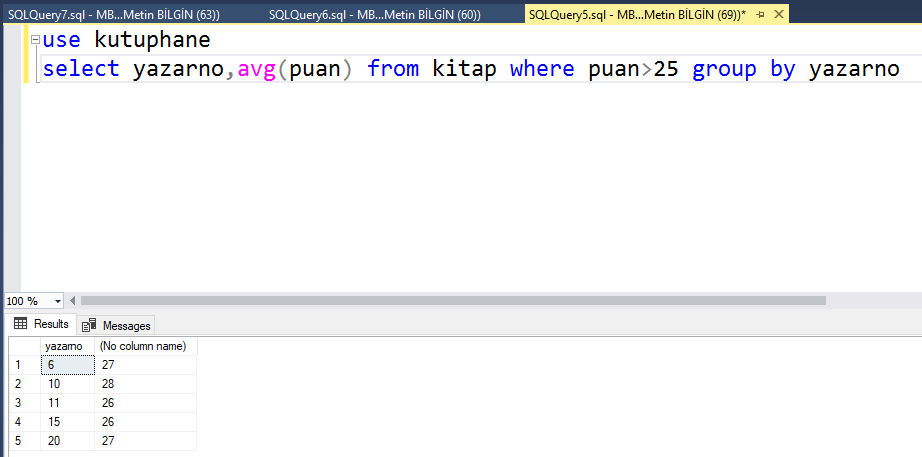 SQLQuery7.sql - MB...Metin BİLGİN (63)) SQLQuery6.sql - MB...Metin BİLGİN (60)) SQLQuery5.sql - MB...Metin BİLGİN (69))*
use kutuphane
select yazarno,avg(puan) from kitap where puan>25 group by yazarno
100 %
Results Messages
yazarno (No column name)
1 6 27
2 10 28
3 11 26
4 15 26
5 20 27